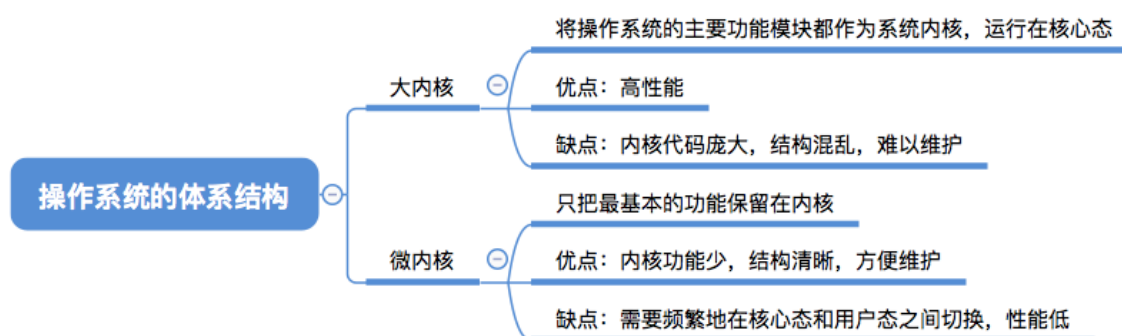 操作系统的体系结构
大内核
将操作系统的主要功能模块都作为系统内核，运行在核心态
优点：高性能
缺点：内核代码庞大，结构混乱，难以维护
微内核
只把最基本的功能保留在内核
优点：内核功能少，结构清晰，方便维护
缺点：需要频繁地在核心态和用户态之间切换，性能低